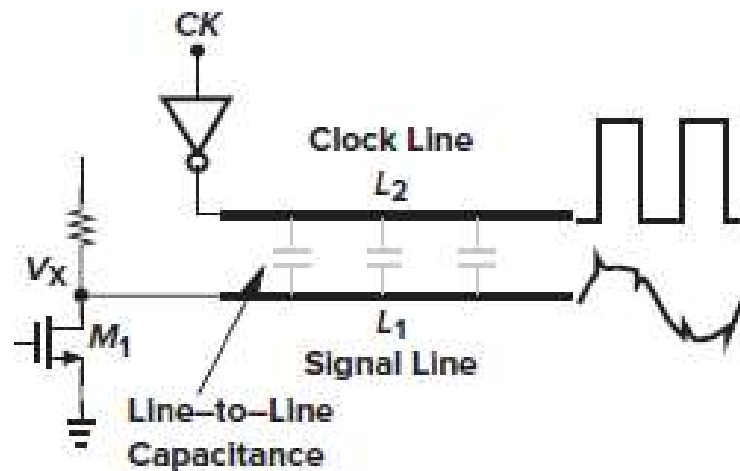 CK
Clock Line
L2
VX
M1
L1
Signal Line
Line-to-Line
Capacitance